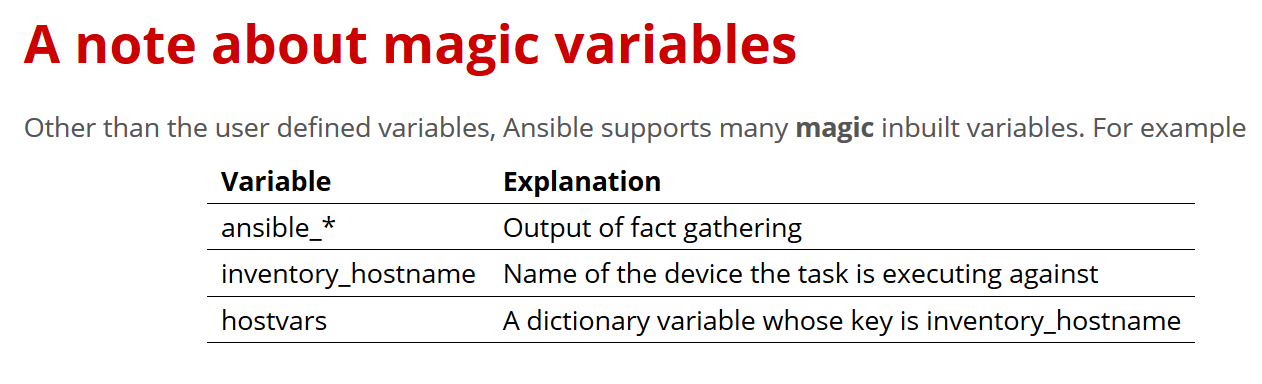 A note about magic variables
Other than the user defined variables, Ansible supports many magic inbuilt variables. For example
Variable Explanation
ansible_* Output of fact gathering
inventory_hostname Name of the device the task is executing against
hostvars A dictionary variable whose key is inventory_hostname